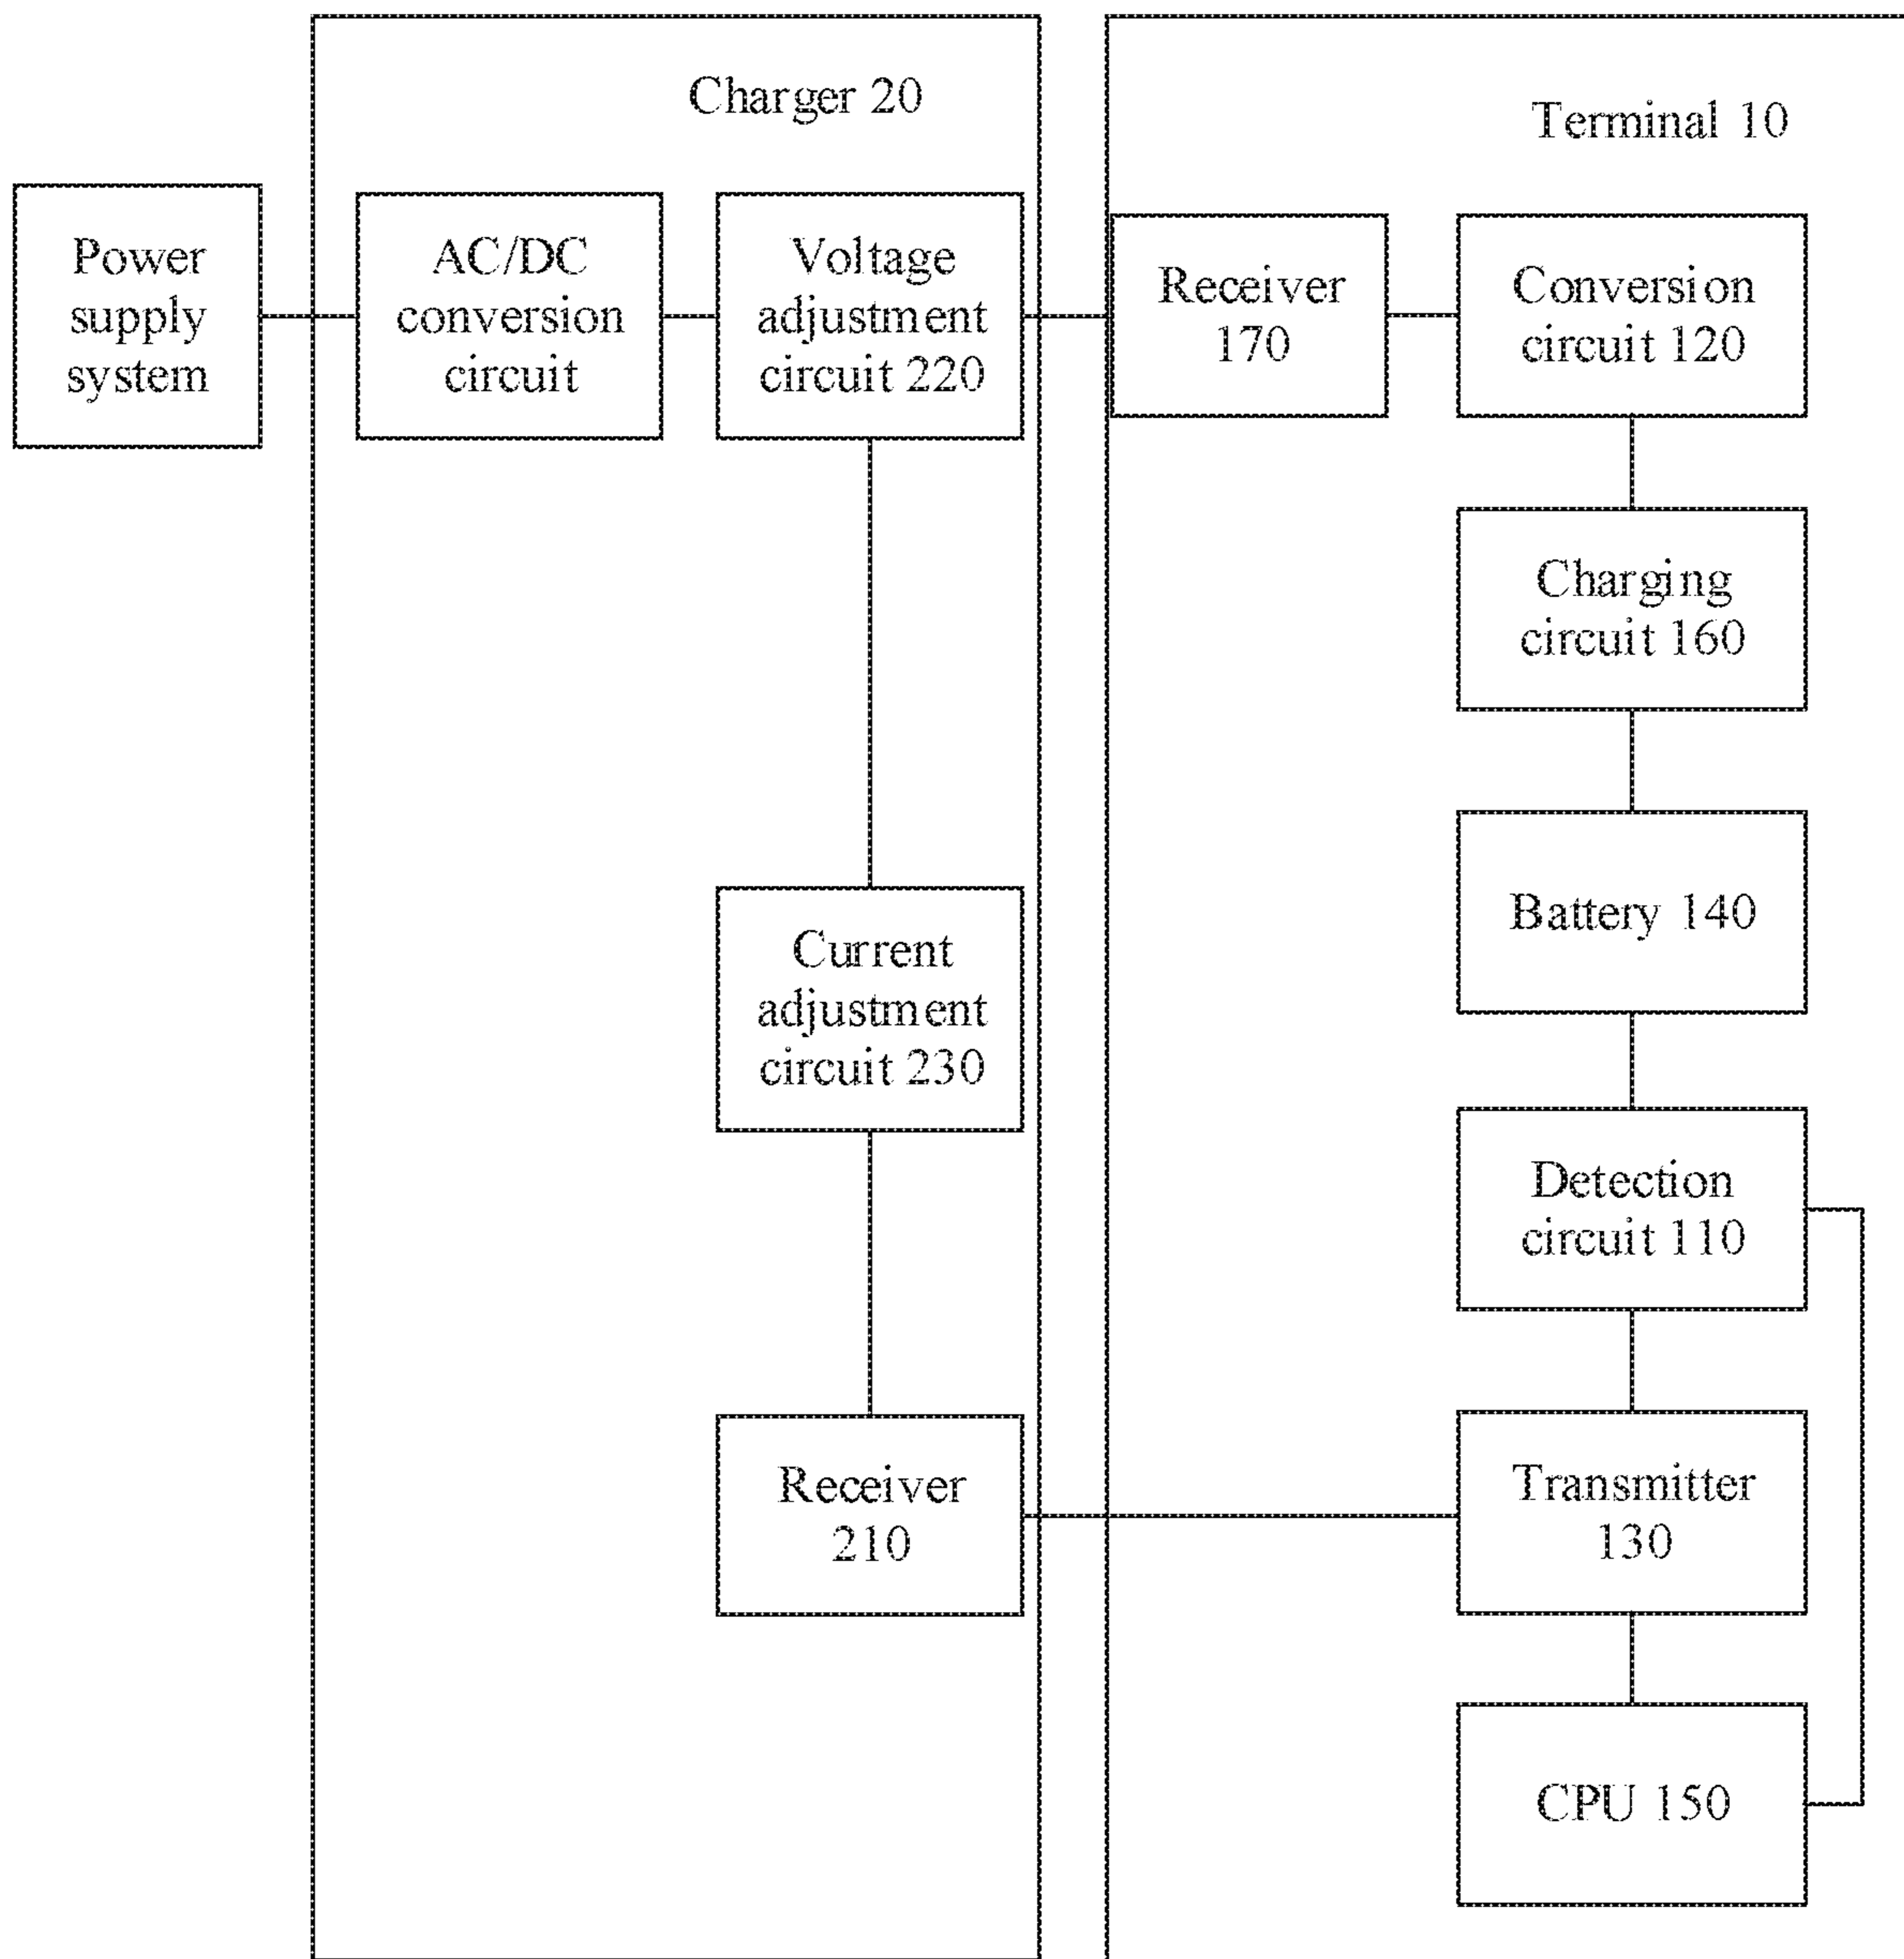 Charger 20
Terminal 10
Power
supply
system
AC/DC
conversion
circuit
Voltage
adjustment
circuit 220
Receiver
170
Conversion
circuit 120
Charging
circuit 160
Battery 140
Current
adjustment
circuit 230
Detection
circuit 110
Receiver
210
Transmitter
130
CPU 150